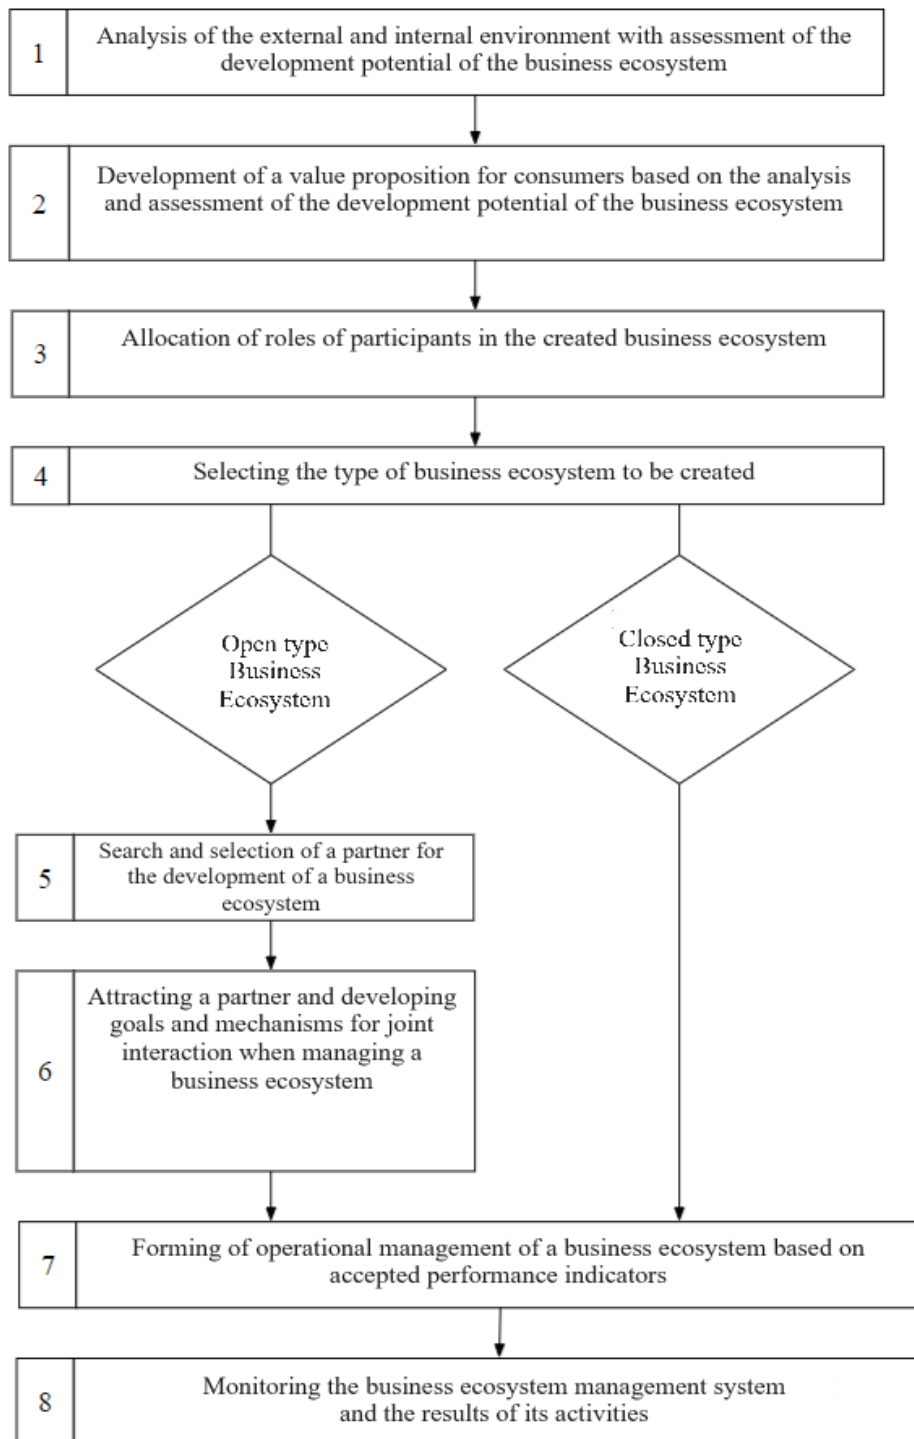 1
Analysis of the external and internal environment with assessment of the
development potential of the business ecosystem
2
Development of a value proposition for consumers based on the analysis
and assessment of the development potential of the business ecosystem
3
Allocation of roles of participants in the created business ecosystem
4
Selecting the type of business ecosystem to be created
Open type
Business
Ecosystem
Closed type
Business
Ecosystem
5
Search and selection of a partner for
the development of a business
ecosystem
6
Attracting a partner and developing
goals and mechanisms for joint
interaction when managing a
business ecosystem
7
Forming of operational management of a business ecosystem based on
accepted performance indicators
8
Monitoring the business ecosystem management system
and the results of its activities